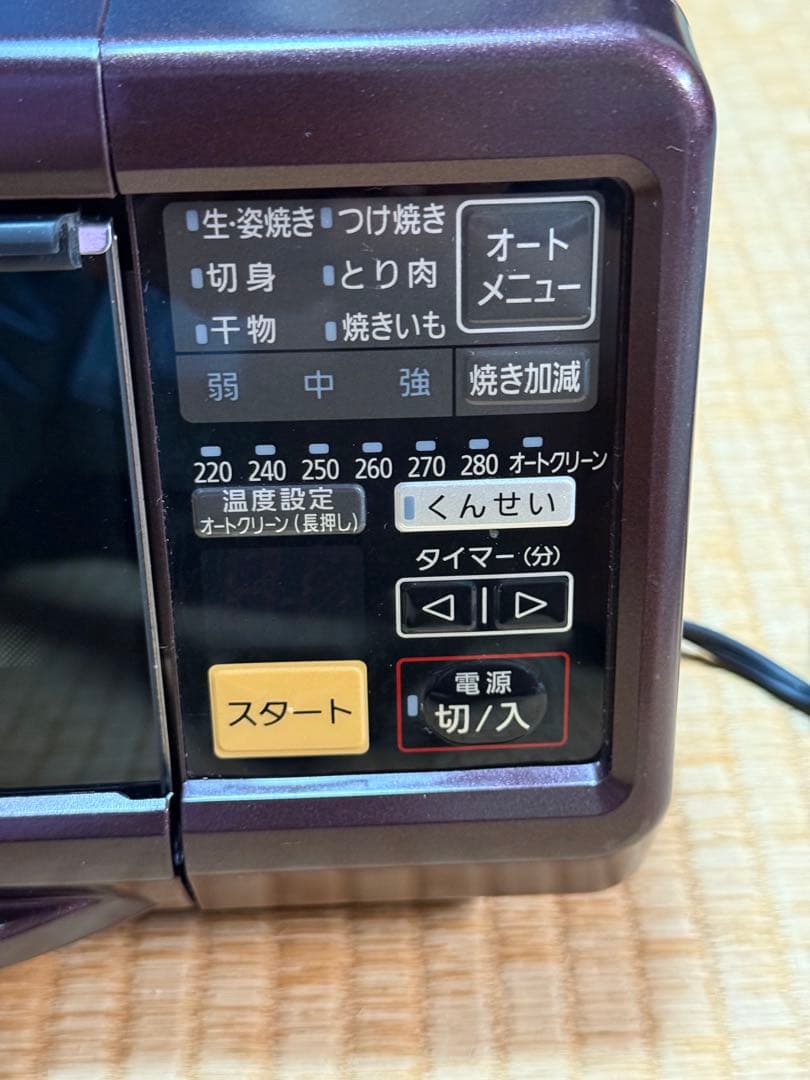 生・姿焼き つけ焼き
切身 とり肉
干物 焼きいも
オート
メニュー
弱 中 強 焼き加減
220 240 250 260 270 280 オートクリーン
温度設定
オートクリーン(長押し)
くんせい
タイマー(分)
◁ | ▷
スタート
電源
切/入